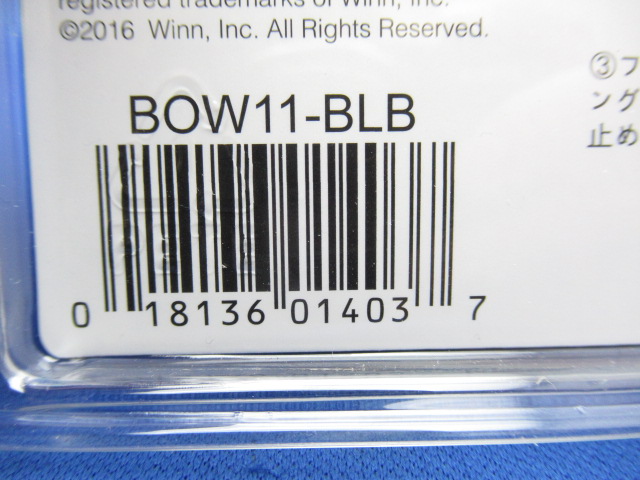 registered trademarks of Winn, Inc.
©2016 Winn, Inc. All Rights Reserved.
BOW11-BLB
0 18136 01403 7
③フ
ング
止め